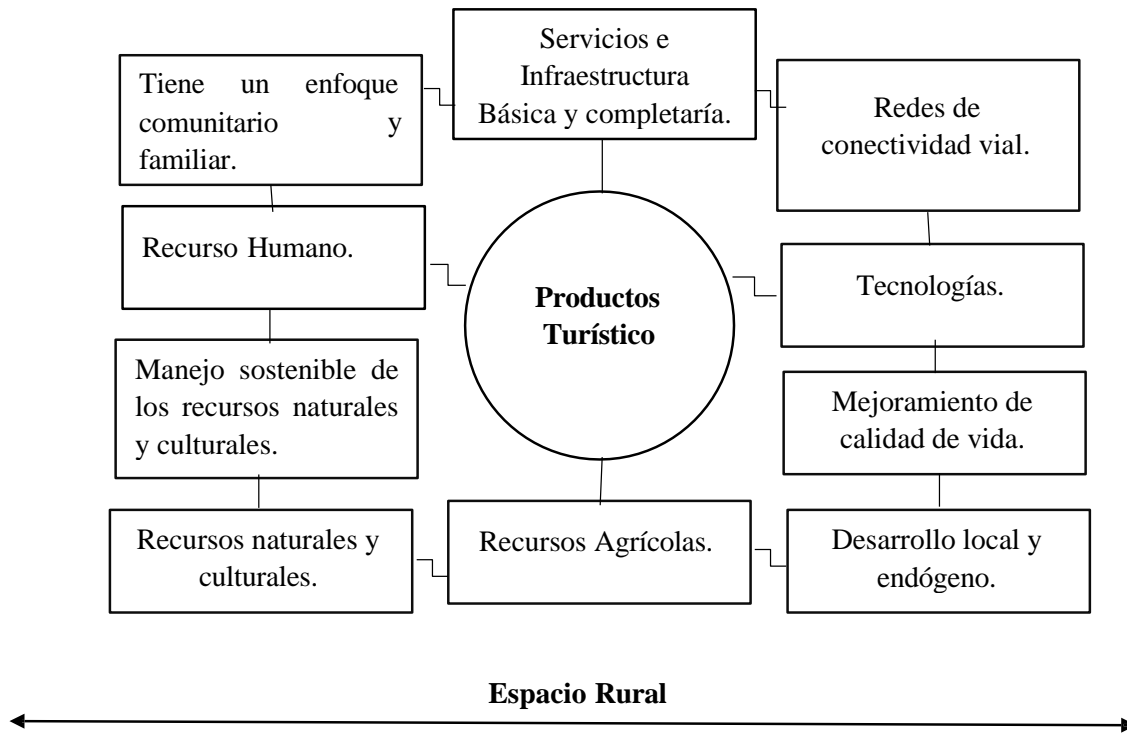 Servicios e
Infraestructura
Básica y completaría.
Tiene un enfoque
comunitario y
familiar.
Redes de
conectividad vial.
Recurso Humano.
Productos
Turístico
Tecnologías.
Manejo sostenible de
los recursos naturales
y culturales.
Mejoramiento de
calidad de vida.
Recursos naturales y
culturales.
Recursos Agrícolas.
Desarrollo local y
endógeno.
Espacio Rural